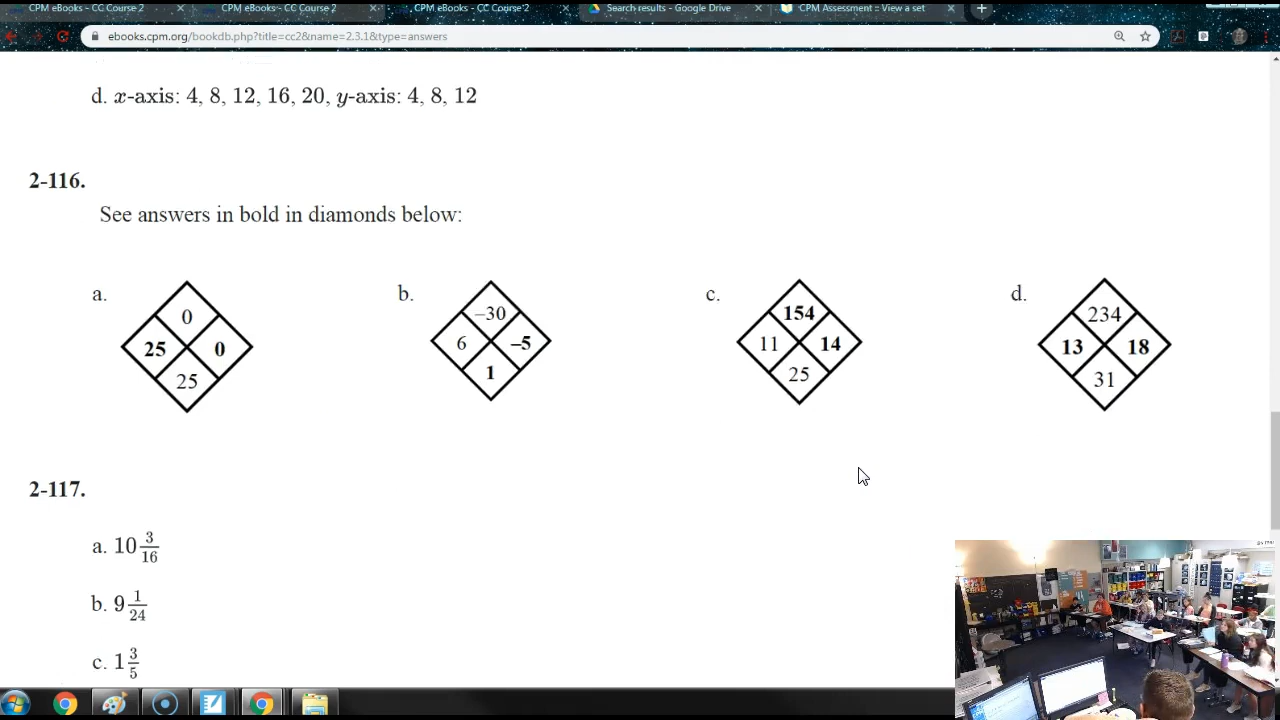 CPM eBooks - CC Course 2
CPM eBooks - CC Course 2
CPM eBooks - CC Course 2
Search results - Google Drive
CPM Assessment :: View a set
ebooks.cpm.org/bookdb.php?title=cc2&name=2.3.1&type=answers
d. x-axis: 4, 8, 12, 16, 20, y-axis: 4, 8, 12
2-116.
See answers in bold in diamonds below:
a. 0 25 0 25
b. –30 6 –5 1
c. 154 11 14 25
d. 234 13 18 31
2-117.
a. 10 3/16
b. 9 1/24
c. 1 3/5